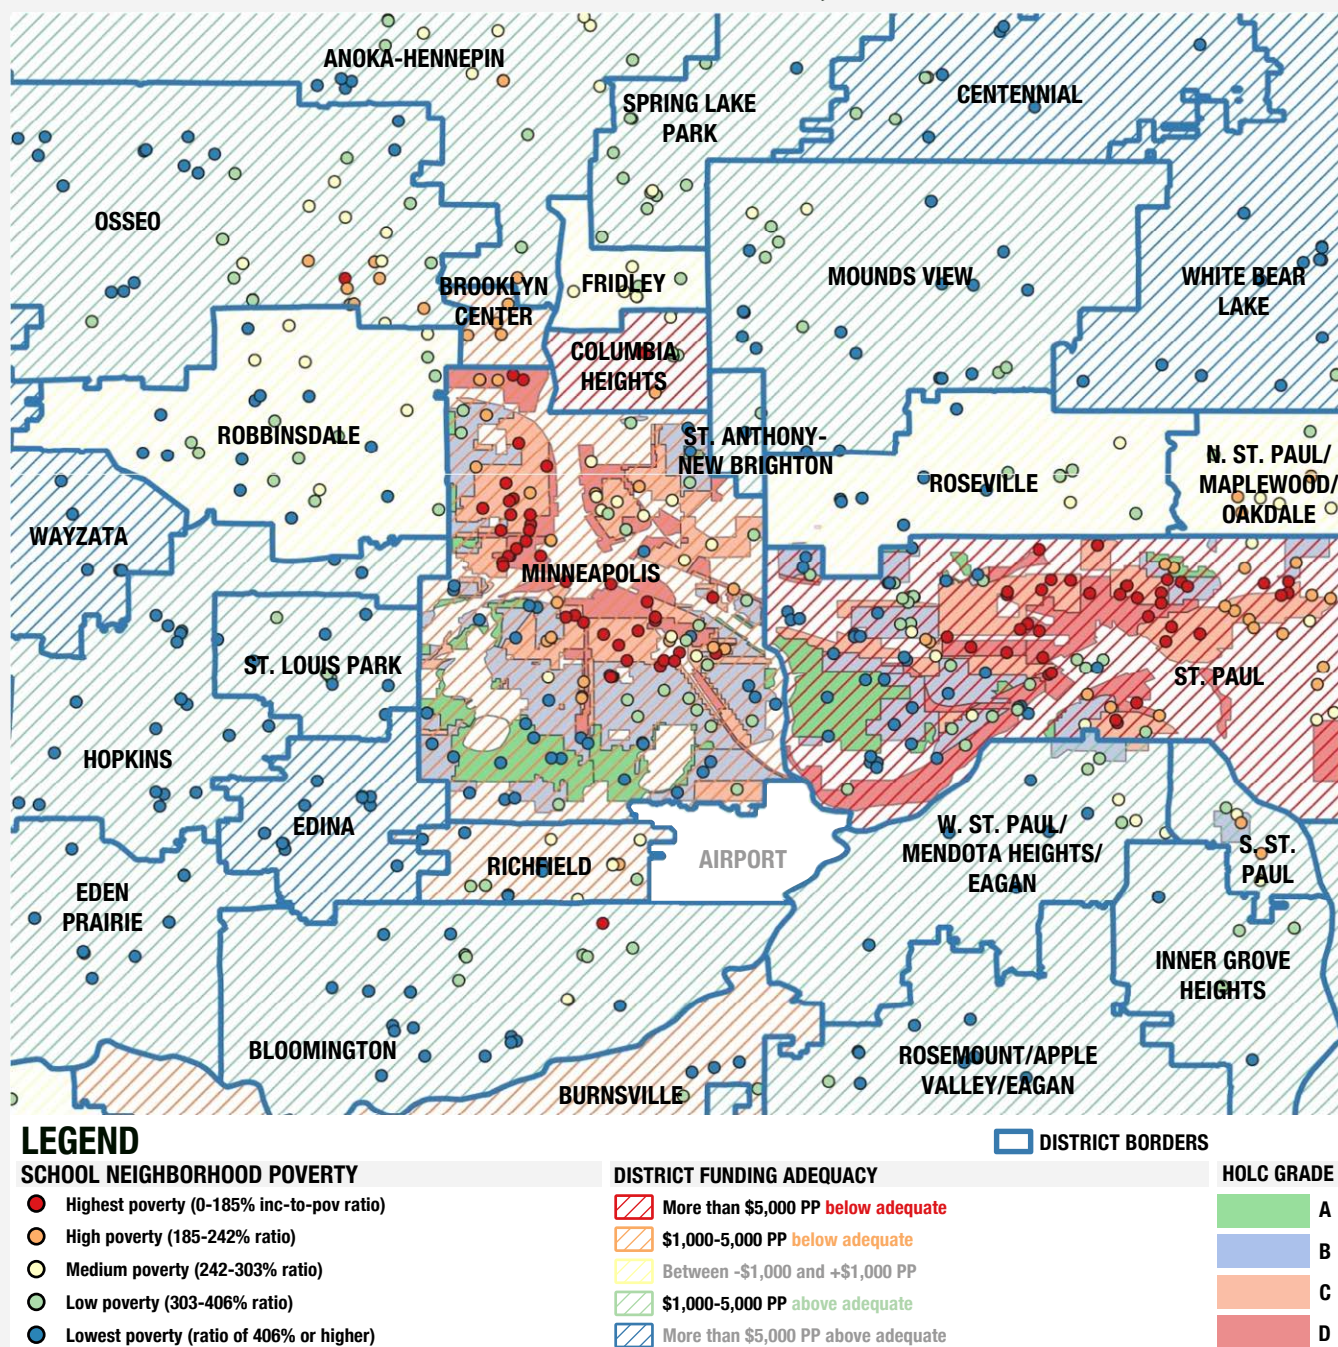 ANOKA-HENNEPIN
SPRING LAKE
PARK
CENTENNIAL
OSSEO
BROOKLYN
CENTER
FRIDLEY
MOUNDS VIEW
WHITE BEAR
LAKE
COLUMBIA
HEIGHTS
ROBBINSDALE
ST. ANTHONY-
NEW BRIGHTON
ROSEVILLE
N. ST. PAUL/
MAPLEWOOD/
OAKDALE
WAYZATA
MINNEAPOLIS
ST. LOUIS PARK
ST. PAUL
HOPKINS
EDINA
RICHFIELD
AIRPORT
W. ST. PAUL/
MENDOTA HEIGHTS/
EAGAN
S. ST.
PAUL
EDEN
PRAIRIE
INNER GROVE
HEIGHTS
BLOOMINGTON
ROSEMOUNT/APPLE
VALLEY/EAGAN
BURNSVILLE
LEGEND
DISTRICT BORDERS
SCHOOL NEIGHBORHOOD POVERTY
Highest poverty (0-185% inc-to-pov ratio)
High poverty (185-242% ratio)
Medium poverty (242-303% ratio)
Low poverty (303-406% ratio)
Lowest poverty (ratio of 406% or higher)
DISTRICT FUNDING ADEQUACY
More than $5,000 PP below adequate
$1,000-5,000 PP below adequate
Between -$1,000 and +$1,000 PP
$1,000-5,000 PP above adequate
More than $5,000 PP above adequate
HOLC GRADE
A
B
C
D